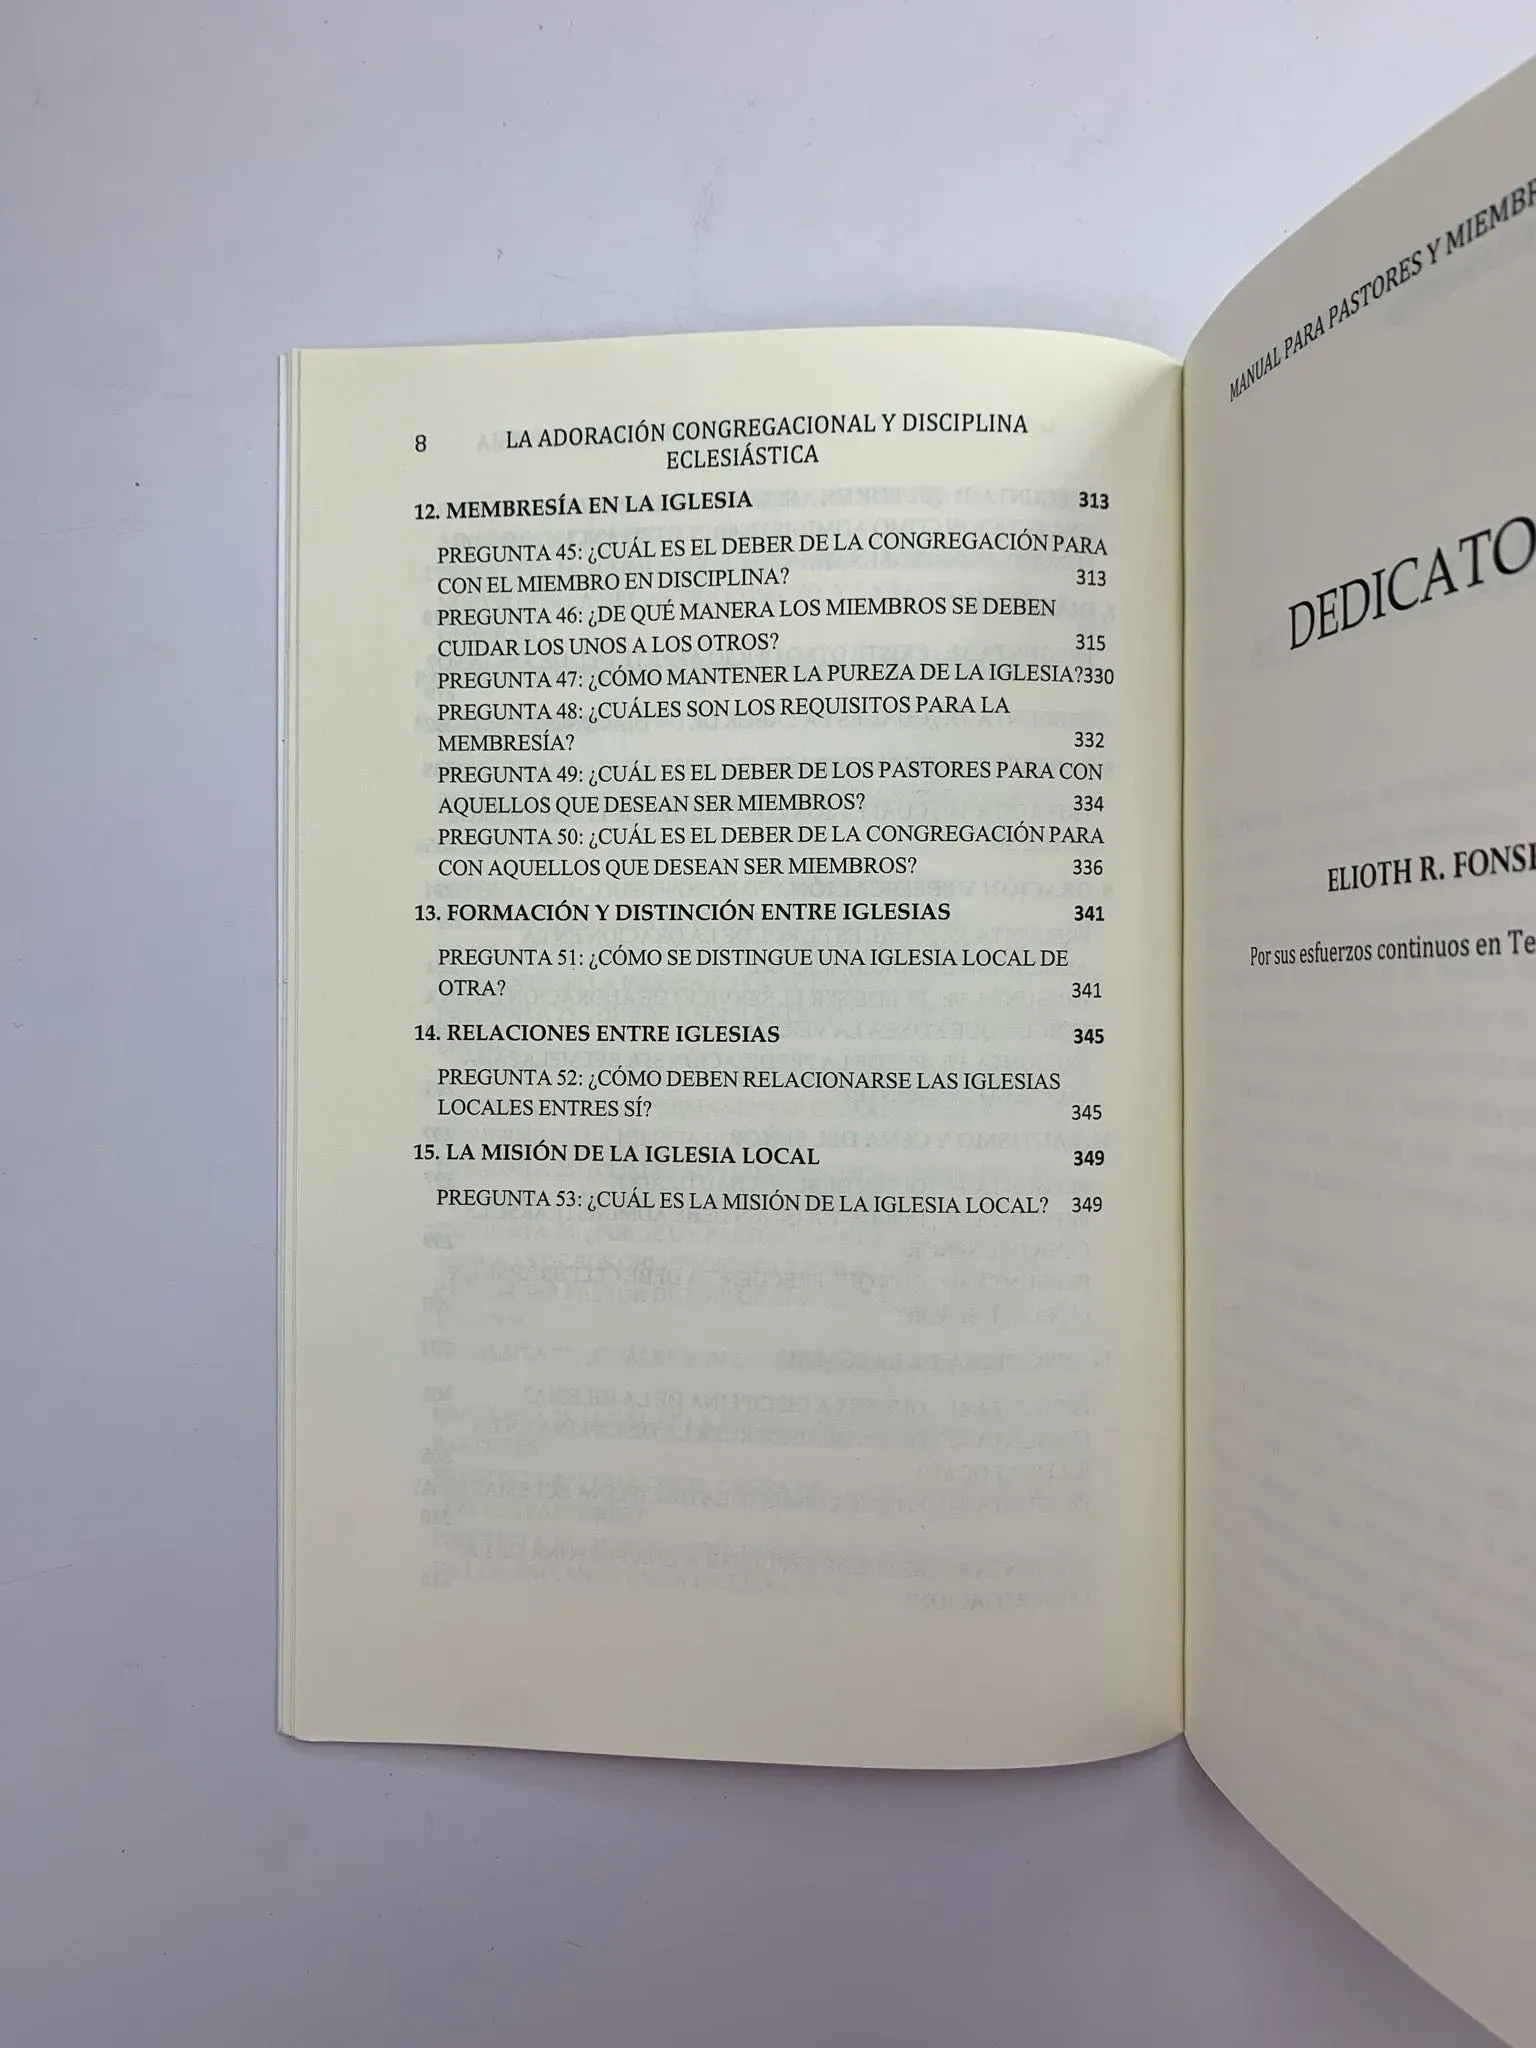 8 LA ADORACIÓN CONGREGACIONAL Y DISCIPLINA
ECLESIÁSTICA
12. MEMBRESÍA EN LA IGLESIA 313
PREGUNTA 45: ¿CUÁL ES EL DEBER DE LA CONGREGACIÓN PARA
CON EL MIEMBRO EN DISCIPLINA? 313
PREGUNTA 46: ¿DE QUÉ MANERA LOS MIEMBROS SE DEBEN
CUIDAR LOS UNOS A LOS OTROS? 315
PREGUNTA 47: ¿CÓMO MANTENER LA PUREZA DE LA IGLESIA?330
PREGUNTA 48: ¿CUÁLES SON LOS REQUISITOS PARA LA
MEMBRESÍA? 332
PREGUNTA 49: ¿CUÁL ES EL DEBER DE LOS PASTORES PARA CON
AQUELLOS QUE DESEAN SER MIEMBROS? 334
PREGUNTA 50: ¿CUÁL ES EL DEBER DE LA CONGREGACIÓN PARA
CON AQUELLOS QUE DESEAN SER MIEMBROS? 336
13. FORMACIÓN Y DISTINCIÓN ENTRE IGLESIAS 341
PREGUNTA 51: ¿CÓMO SE DISTINGUE UNA IGLESIA LOCAL DE
OTRA? 341
14. RELACIONES ENTRE IGLESIAS 345
PREGUNTA 52: ¿CÓMO DEBEN RELACIONARSE LAS IGLESIAS
LOCALES ENTRES SÍ? 345
15. LA MISIÓN DE LA IGLESIA LOCAL 349
PREGUNTA 53: ¿CUÁL ES LA MISIÓN DE LA IGLESIA LOCAL? 349
MANUAL PARA PASTORES Y
DEDICATO
ELIOTH R.
Por sus esfuerzos continuos en